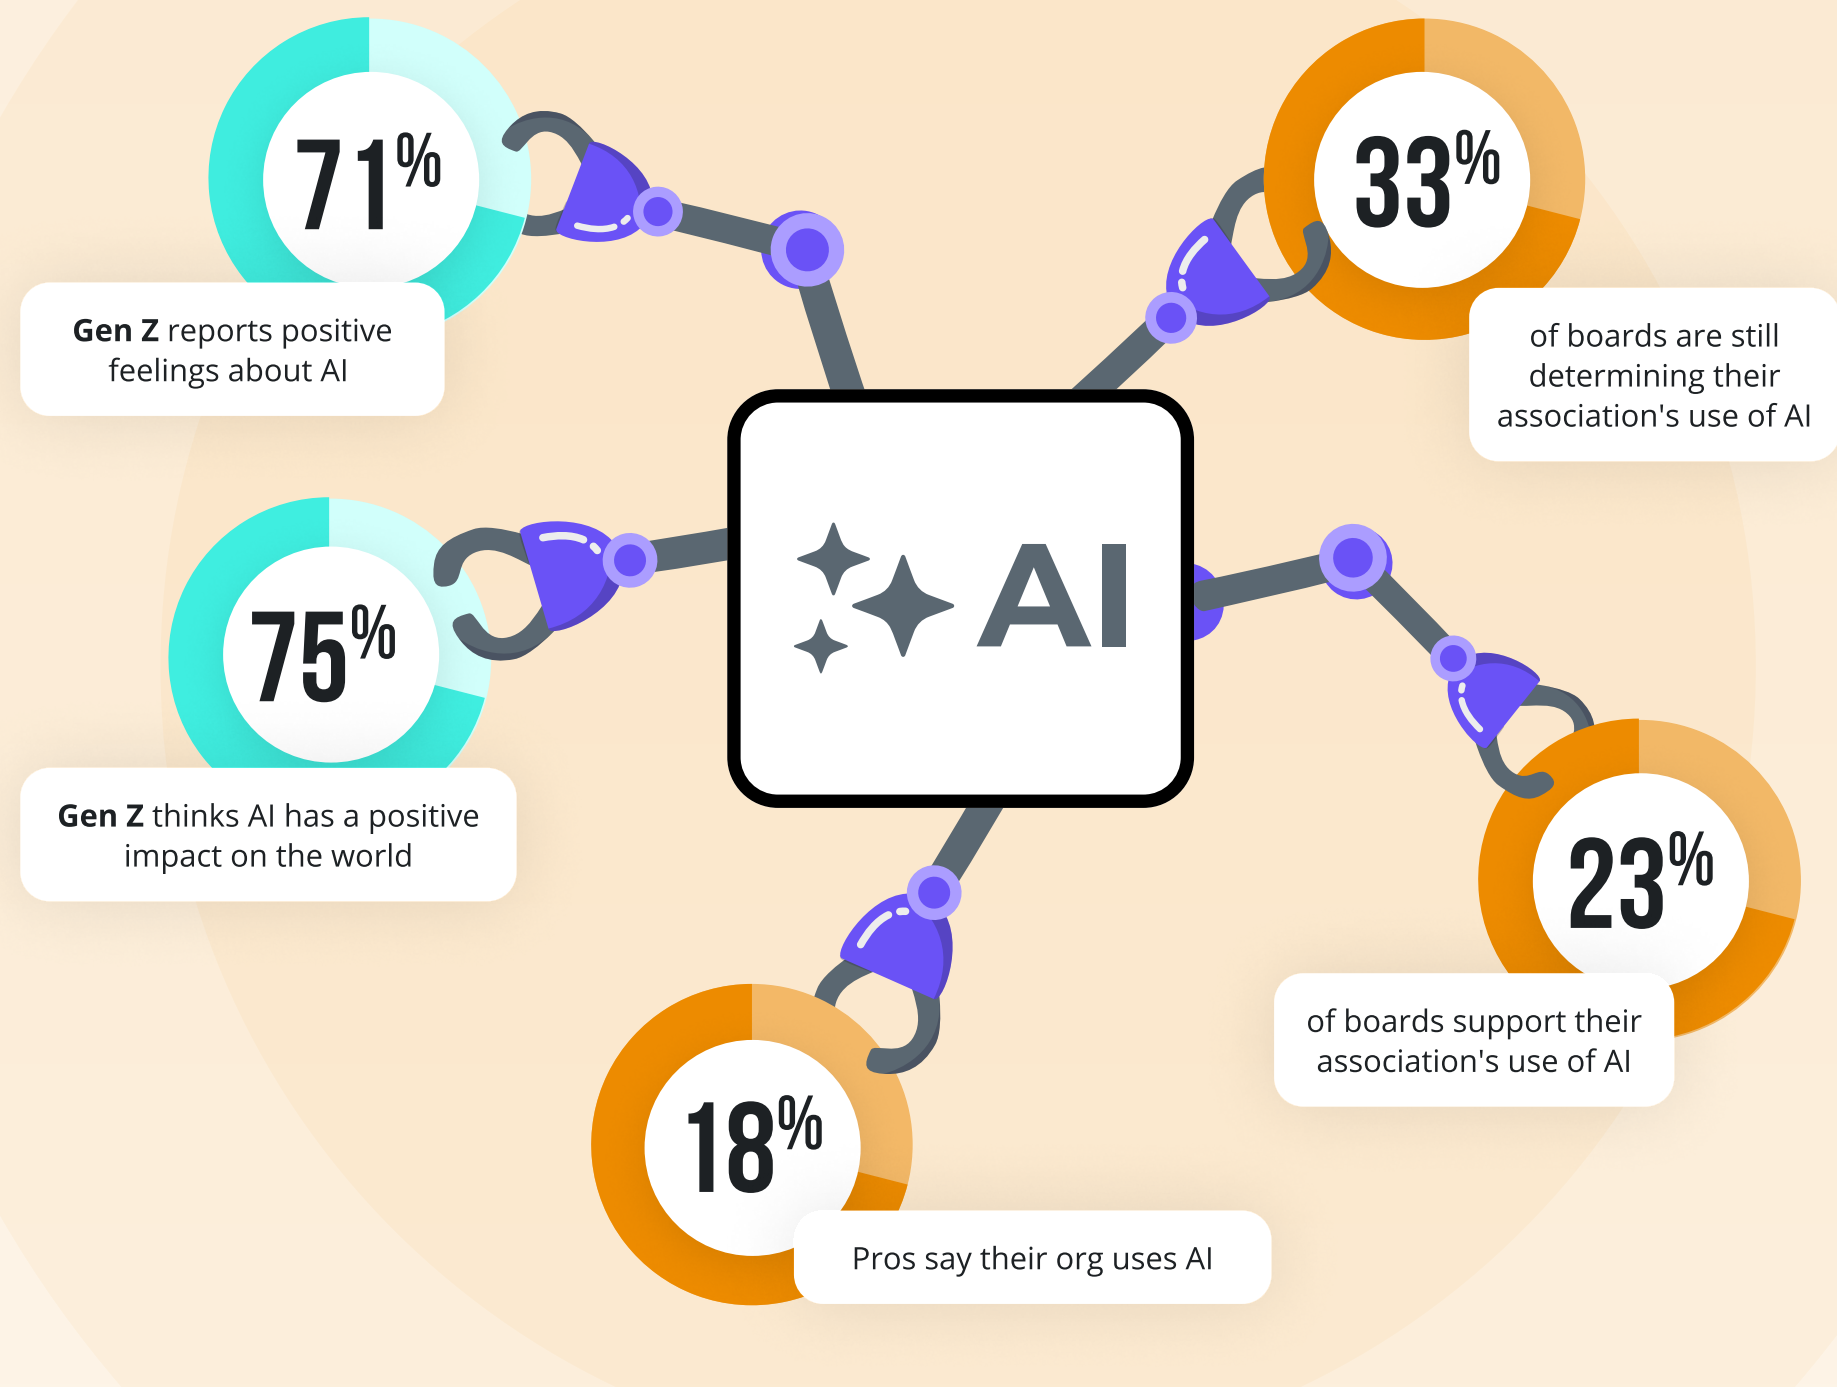 71%
Gen Z reports positive
feelings about AI
33%
of boards are still
determining their
association's use of AI
75%
Gen Z thinks AI has a positive
impact on the world
AI
23%
of boards support their
association's use of AI
18%
Pros say their org uses AI